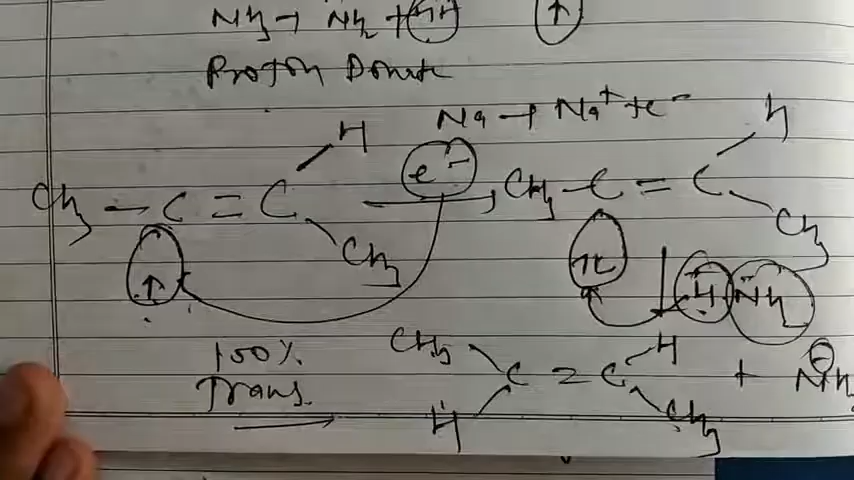 NH3 → NH2 + H
↑
Proton Donate
Na → Na+ + e-
H
e-
CH3 - C = C
CH3 - C = C
H
CH3
CH3
↑
H NH2
100%
Trans.
CH3
C = C
H
+ NH2
H
CH3